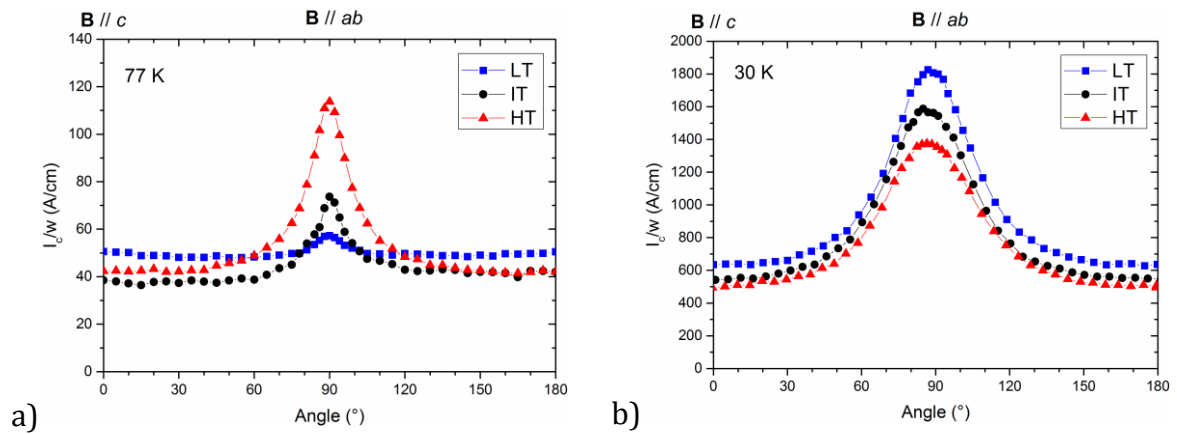 B // c
B // ab
140
120
100
80
60
40
20
0
I_c/w (A/cm)
77 K
LT
IT
HT
0
30
60
90
120
150
180
Angle (°)
a)
B // c
B // ab
2000
1800
1600
1400
1200
1000
800
600
400
200
0
I_c/w (A/cm)
30 K
LT
IT
HT
0
30
60
90
120
150
180
Angle (°)
b)